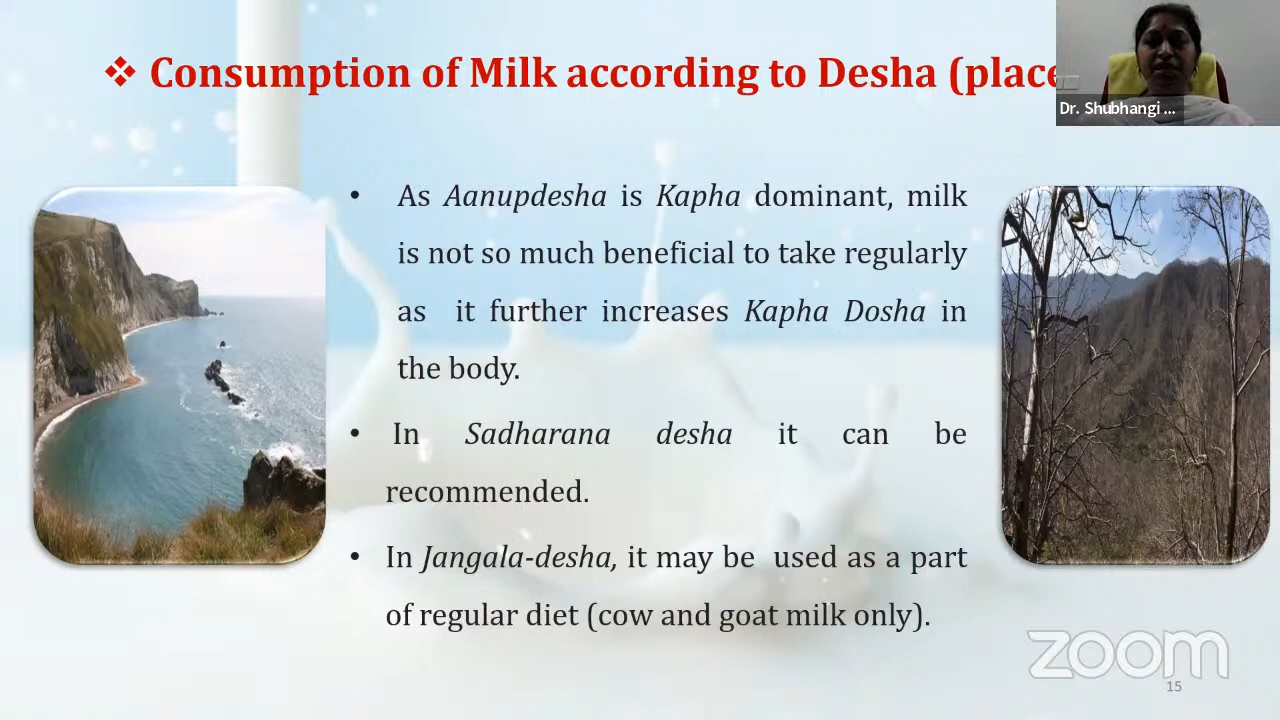 ❖ Consumption of Milk according to Desha (place
Dr. Shubhangi ...
• As Aanupdesha is Kapha dominant, milk
is not so much beneficial to take regularly
as it further increases Kapha Dosha in
the body.
• In Sadharana desha it can be
recommended.
• In Jangala-desha, it may be used as a part
of regular diet (cow and goat milk only).
zoom
15